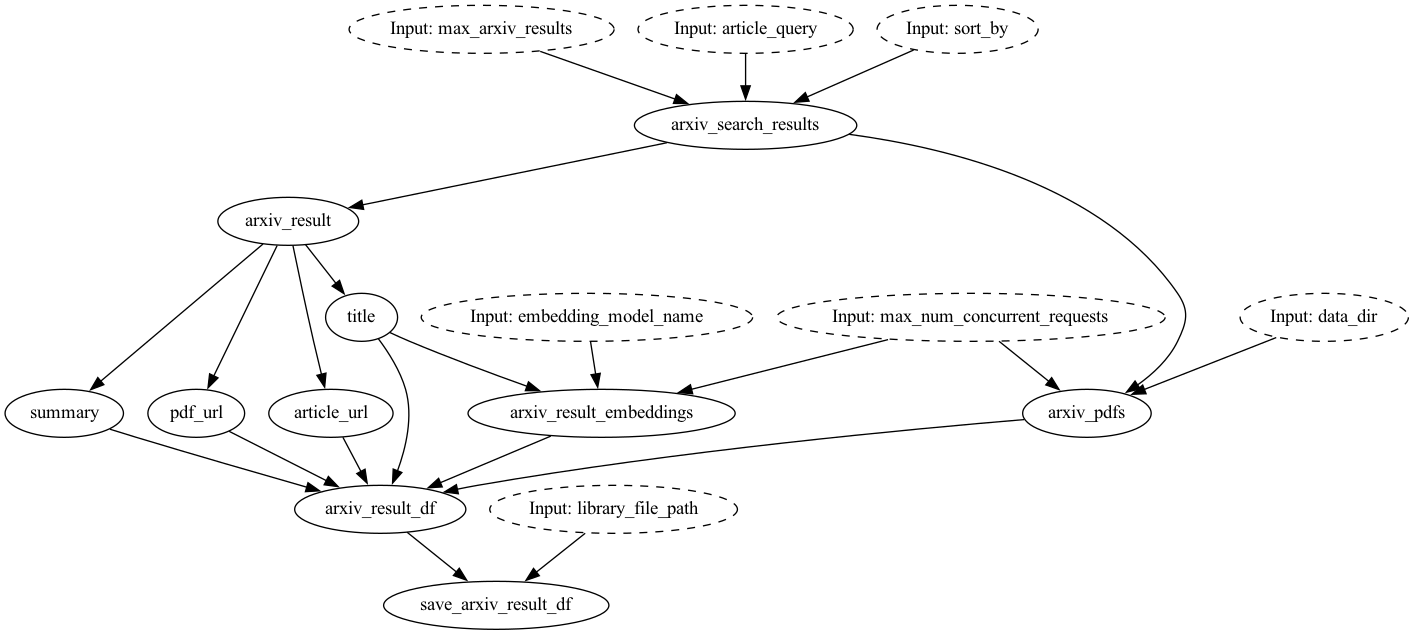 Input: max_arxiv_results
Input: article_query
Input: sort_by
arxiv_search_results
arxiv_result
title
Input: embedding_model_name
Input: max_num_concurrent_requests
Input: data_dir
summary
pdf_url
article_url
arxiv_result_embeddings
arxiv_pdfs
arxiv_result_df
Input: library_file_path
save_arxiv_result_df